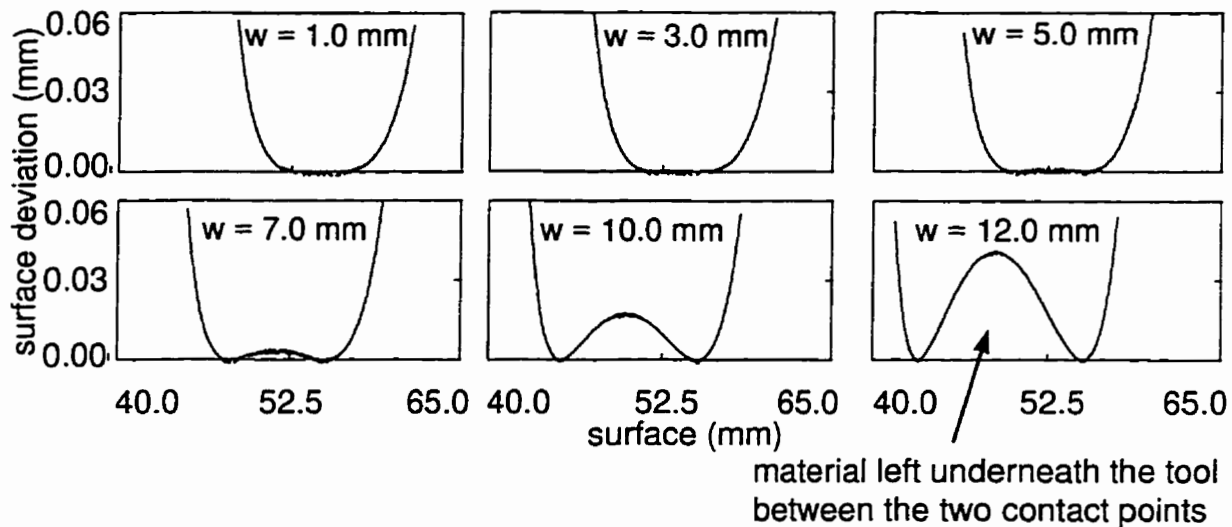 0.06
0.03
0.00
w = 1.0 mm
w = 3.0 mm
w = 5.0 mm
0.06
0.03
0.00
w = 7.0 mm
w = 10.0 mm
w = 12.0 mm
surface deviation (mm)
40.0 52.5 65.0 40.0 52.5 65.0 40.0 52.5 65.0
surface (mm)
material left underneath the tool
between the two contact points